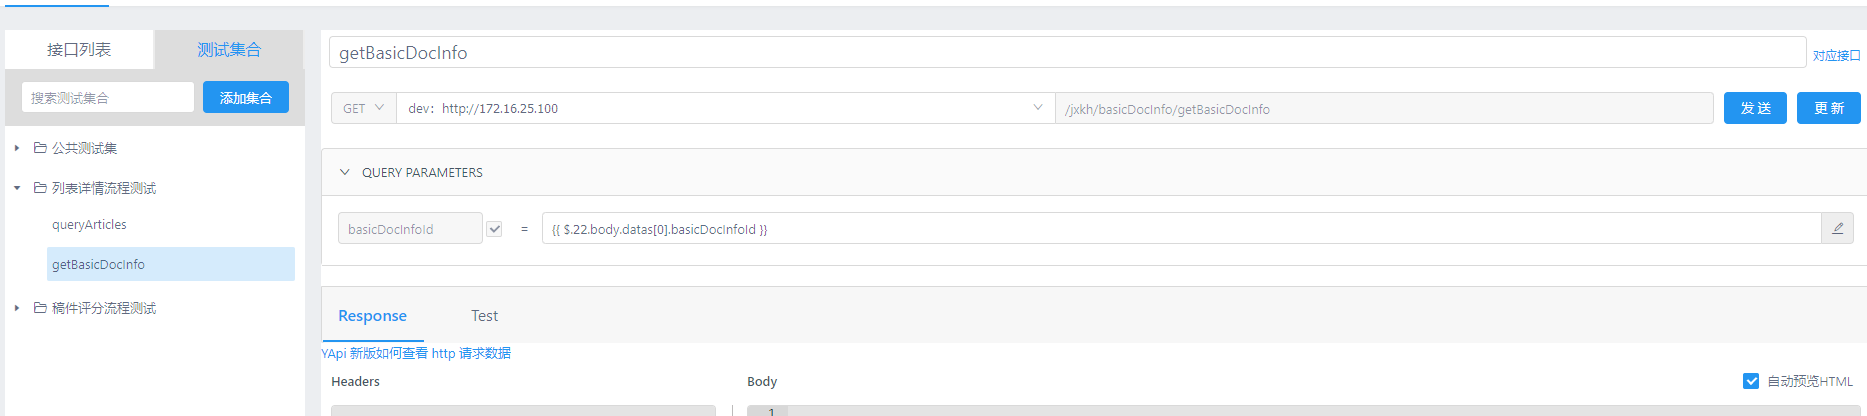 接口列表
测试集合
搜索测试集合
添加集合
公共测试集
列表详情流程测试
queryArticles
getBasicDocInfo
稿件评分流程测试
getBasicDocInfo
对应接口
GET
dev: http://172.16.25.100
/jxkh/basicDocInfo/getBasicDocInfo
发 送
更 新
QUERY PARAMETERS
basicDocInfoId
=
{{ $.22.body.datas[0].basicDocInfoId }}
Response
Test
YApi 新版如何查看 http 请求数据
Headers
Body
自动预览HTML
1